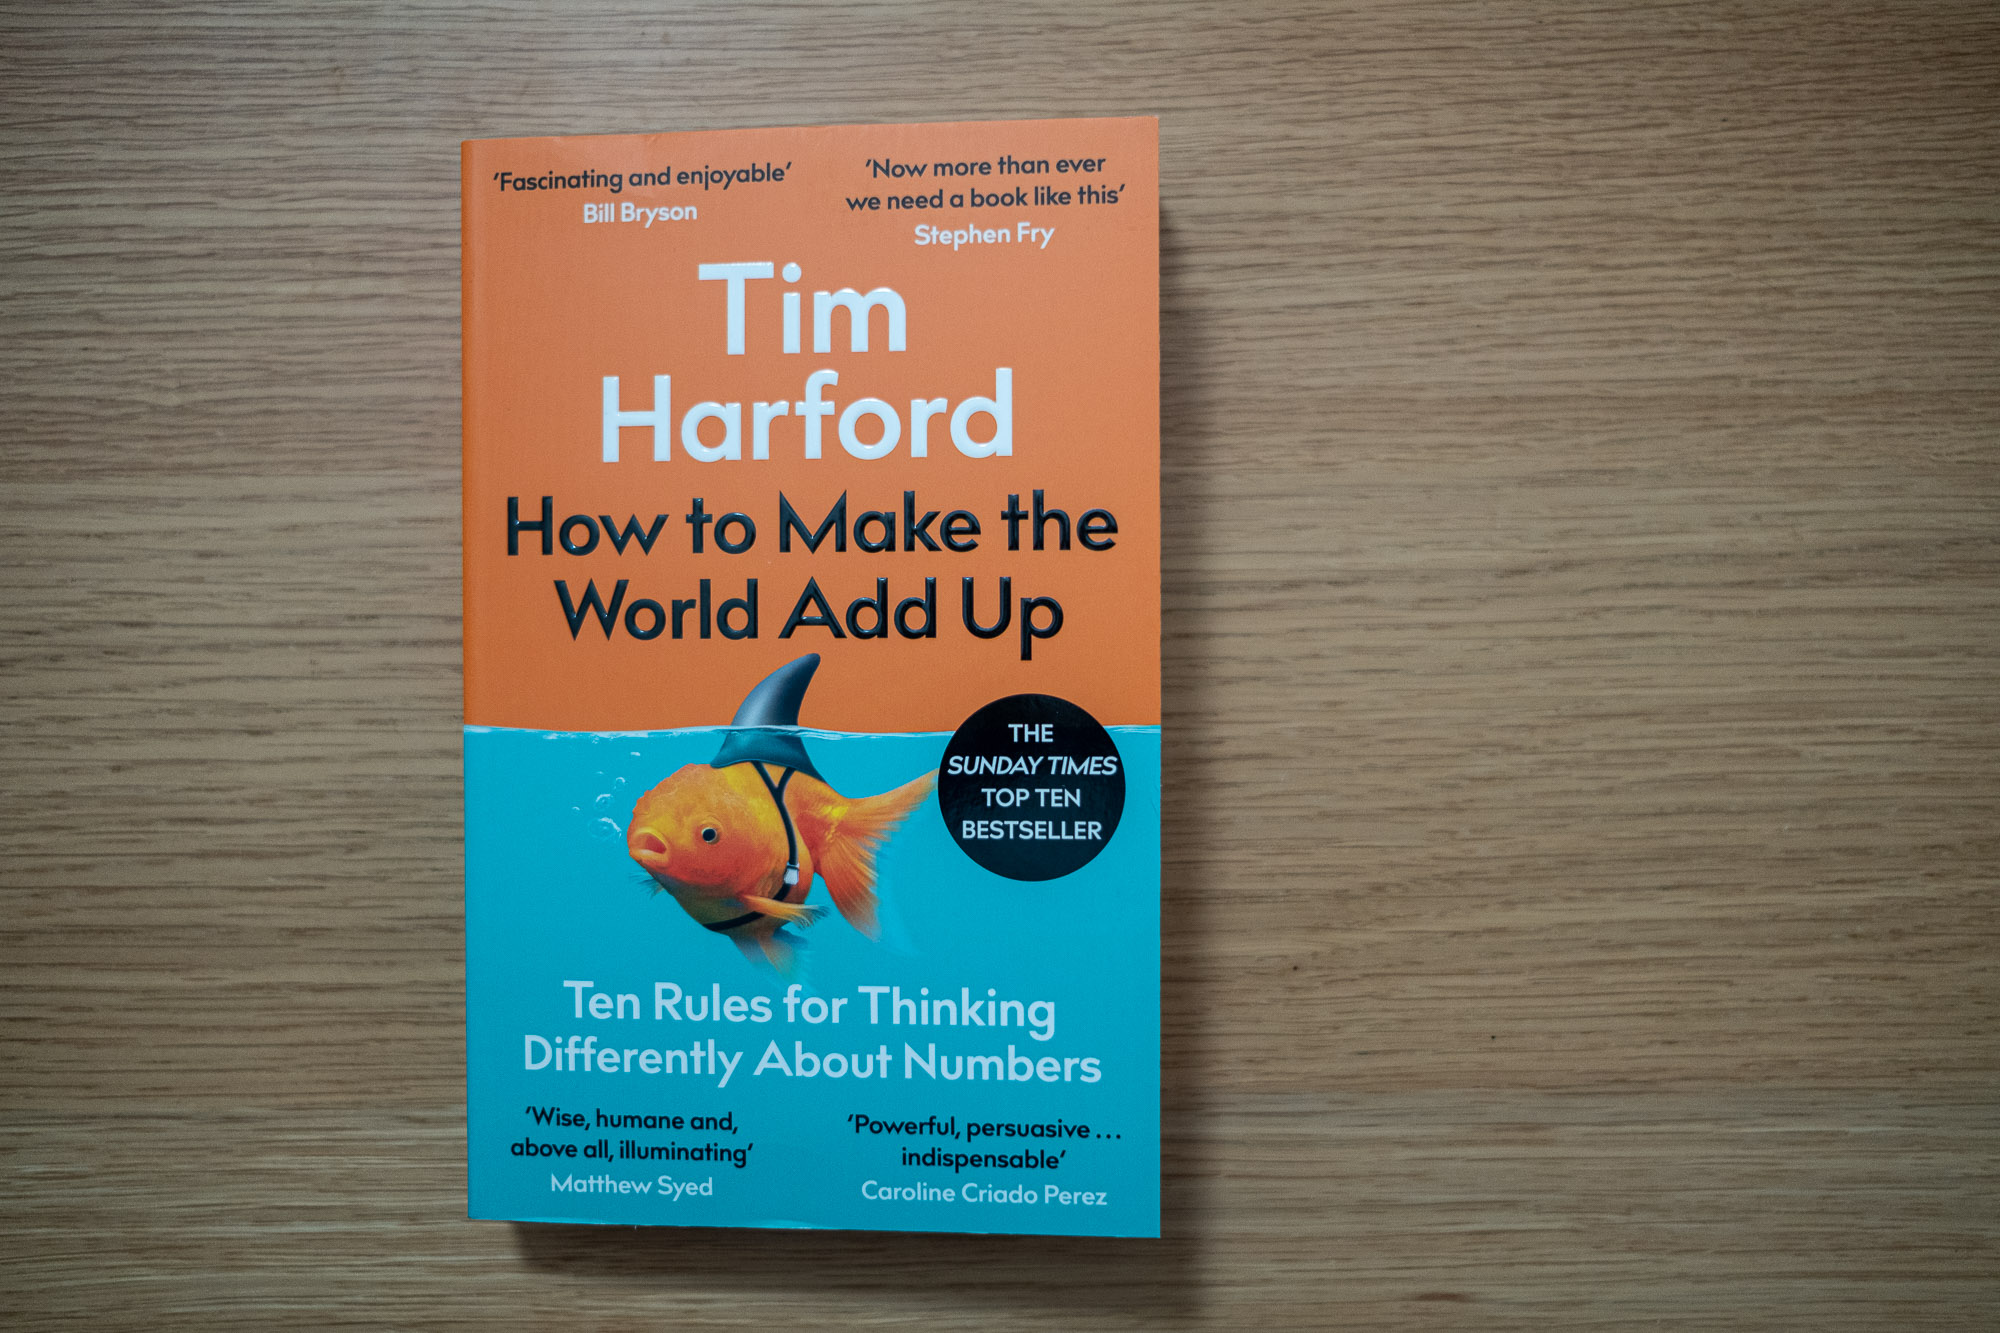 'Fascinating and enjoyable'
Bill Bryson
'Now more than ever
we need a book like this'
Stephen Fry
Tim
Harford
How to Make the
World Add Up
THE
SUNDAY TIMES
TOP TEN
BESTSELLER
Ten Rules for Thinking
Differently About Numbers
'Wise, humane and,
above all, illuminating'
Matthew Syed
'Powerful, persuasive...
indispensable'
Caroline Criado Perez